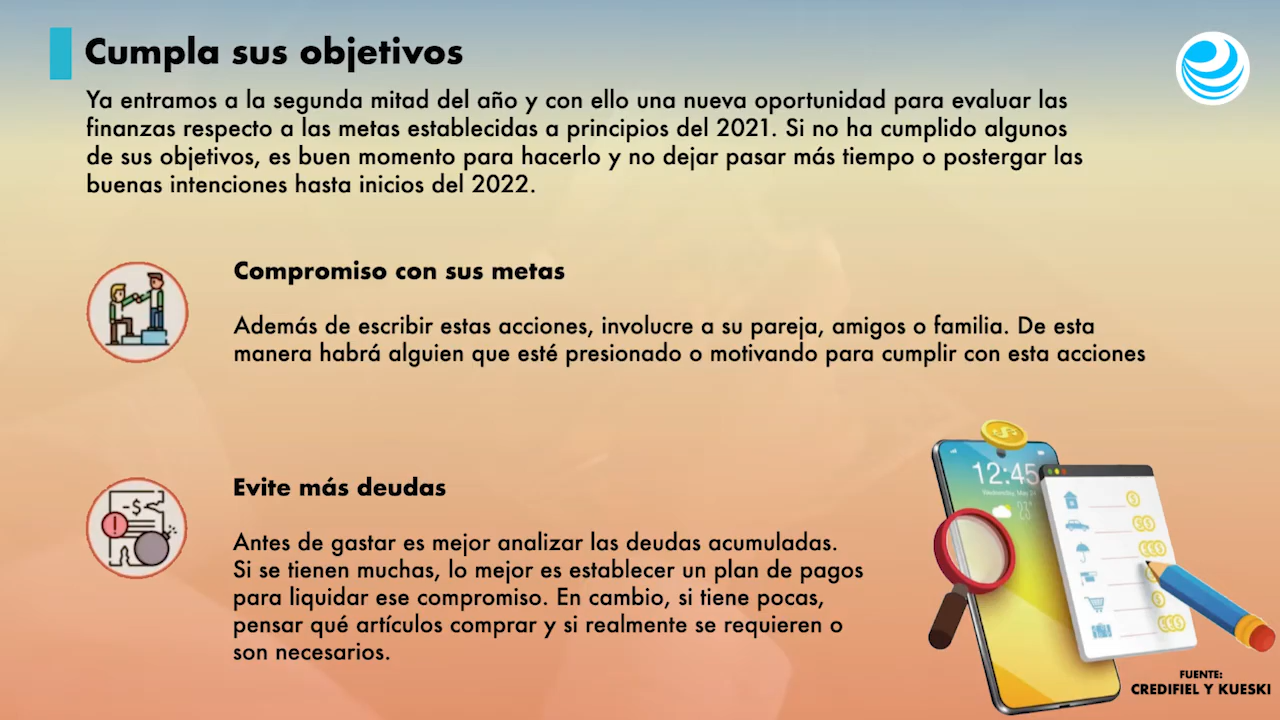 Cumpla sus objetivos
Ya entramos a la segunda mitad del año y con ello una nueva oportunidad para evaluar las
finanzas respecto a las metas establecidas a principios del 2021. Si no ha cumplido algunos
de sus objetivos, es buen momento para hacerlo y no dejar pasar más tiempo o postergar las
buenas intenciones hasta inicios del 2022.
Compromiso con sus metas
Además de escribir estas acciones, involucre a su pareja, amigos o familia. De esta
manera habrá alguien que esté presionado o motivando para cumplir con esta acciones
Evite más deudas
Antes de gastar es mejor analizar las deudas acumuladas.
Si se tienen muchas, lo mejor es establecer un plan de pagos
para liquidar ese compromiso. En cambio, si tiene pocas,
pensar qué artículos comprar y si realmente se requieren o
son necesarios.
-$
12:45
Wednesday, May
23°
FUENTE:
CREDIFIEL Y KUESKI